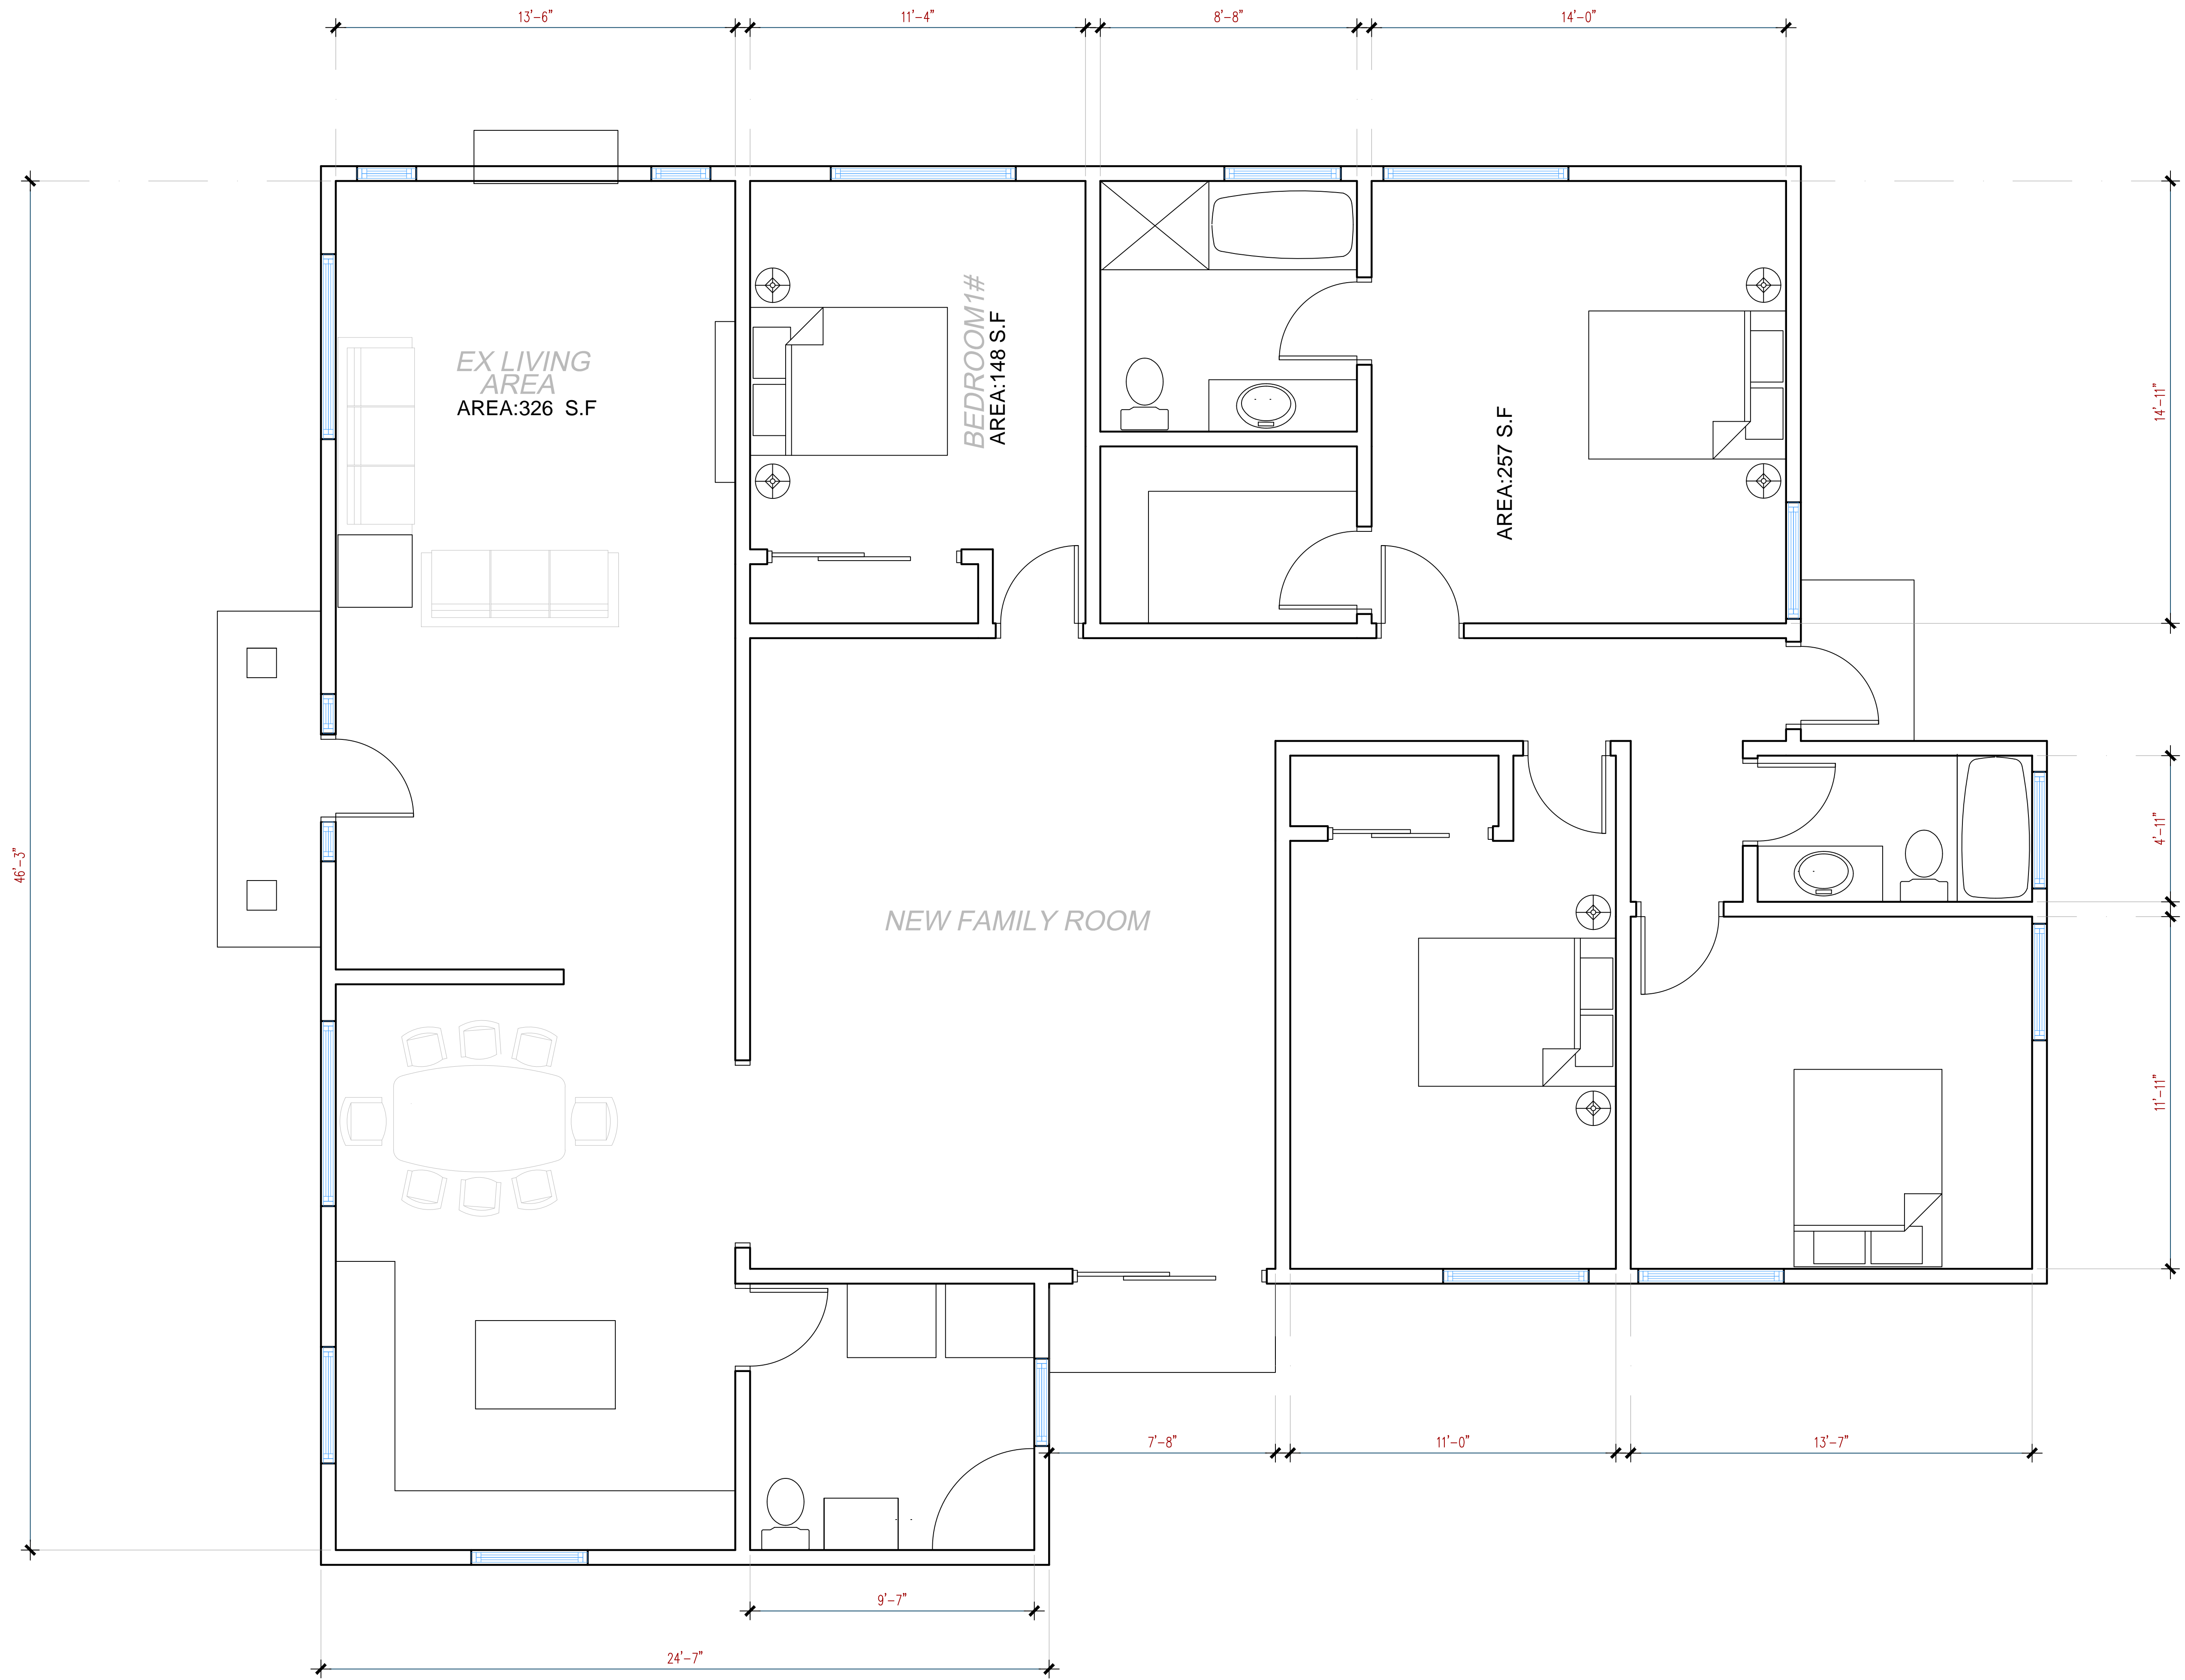 13'-6"
11'-4"
8'-8"
14'-0"
EX LIVING
AREA
AREA:326 S.F
BEDROOM1#
AREA:148 S.F
AREA:257 S.F
14'-11"
46'-3"
4'-11"
NEW FAMILY ROOM
11'-11"
7'-8"
11'-0"
13'-7"
9'-7"
24'-7"